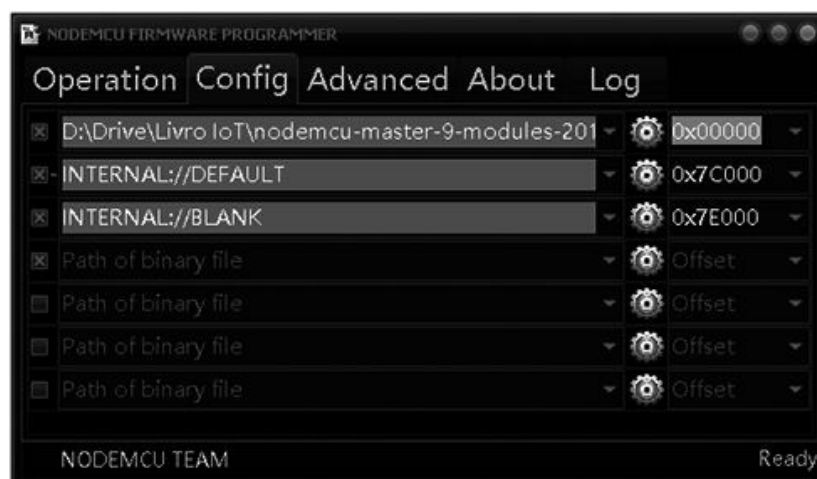 NODEMCU FIRMWARE PROGRAMMER
Operation Config Advanced About Log
D:\Drive\Livro IoT\nodemcu-master-9-modules-201 0x00000
INTERNAL://DEFAULT 0x7C000
INTERNAL://BLANK 0x7E000
Path of binary file Offset
Path of binary file Offset
Path of binary file Offset
Path of binary file Offset
NODEMCU TEAM Ready